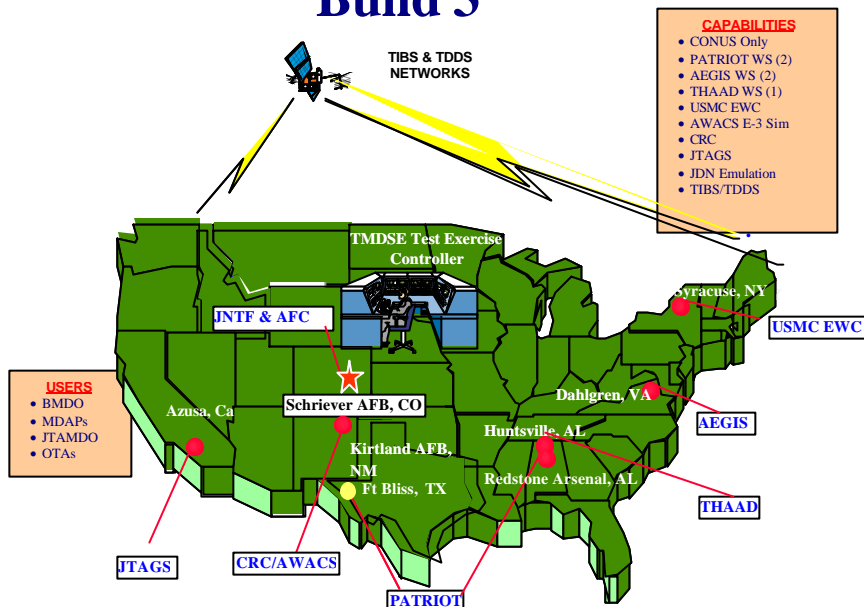 Build 3
TIBS & TDDS
NETWORKS
CAPABILITIES
• CONUS Only
• PATRIOT WS (2)
• AEGIS WS (2)
• THAAD WS (1)
• USMC EWC
• AWACS E-3 Sim
• CRC
• JTAGS
• JDN Emulation
• TIBS/TDDS
TMDSE Test Exercise
Controller
JNTF & AFC
Syracuse, NY
USMC EWC
USERS
• BMDO
• MDAPs
• JTAMDO
• OTAs
Azusa, Ca
Schriever AFB, CO
Dahlgren, VA
AEGIS
Huntsville, AL
Kirtland AFB,
NM
Redstone Arsenal, AL
Ft Bliss, TX
THAAD
JTAGS
CRC/AWACS
PATRIOT